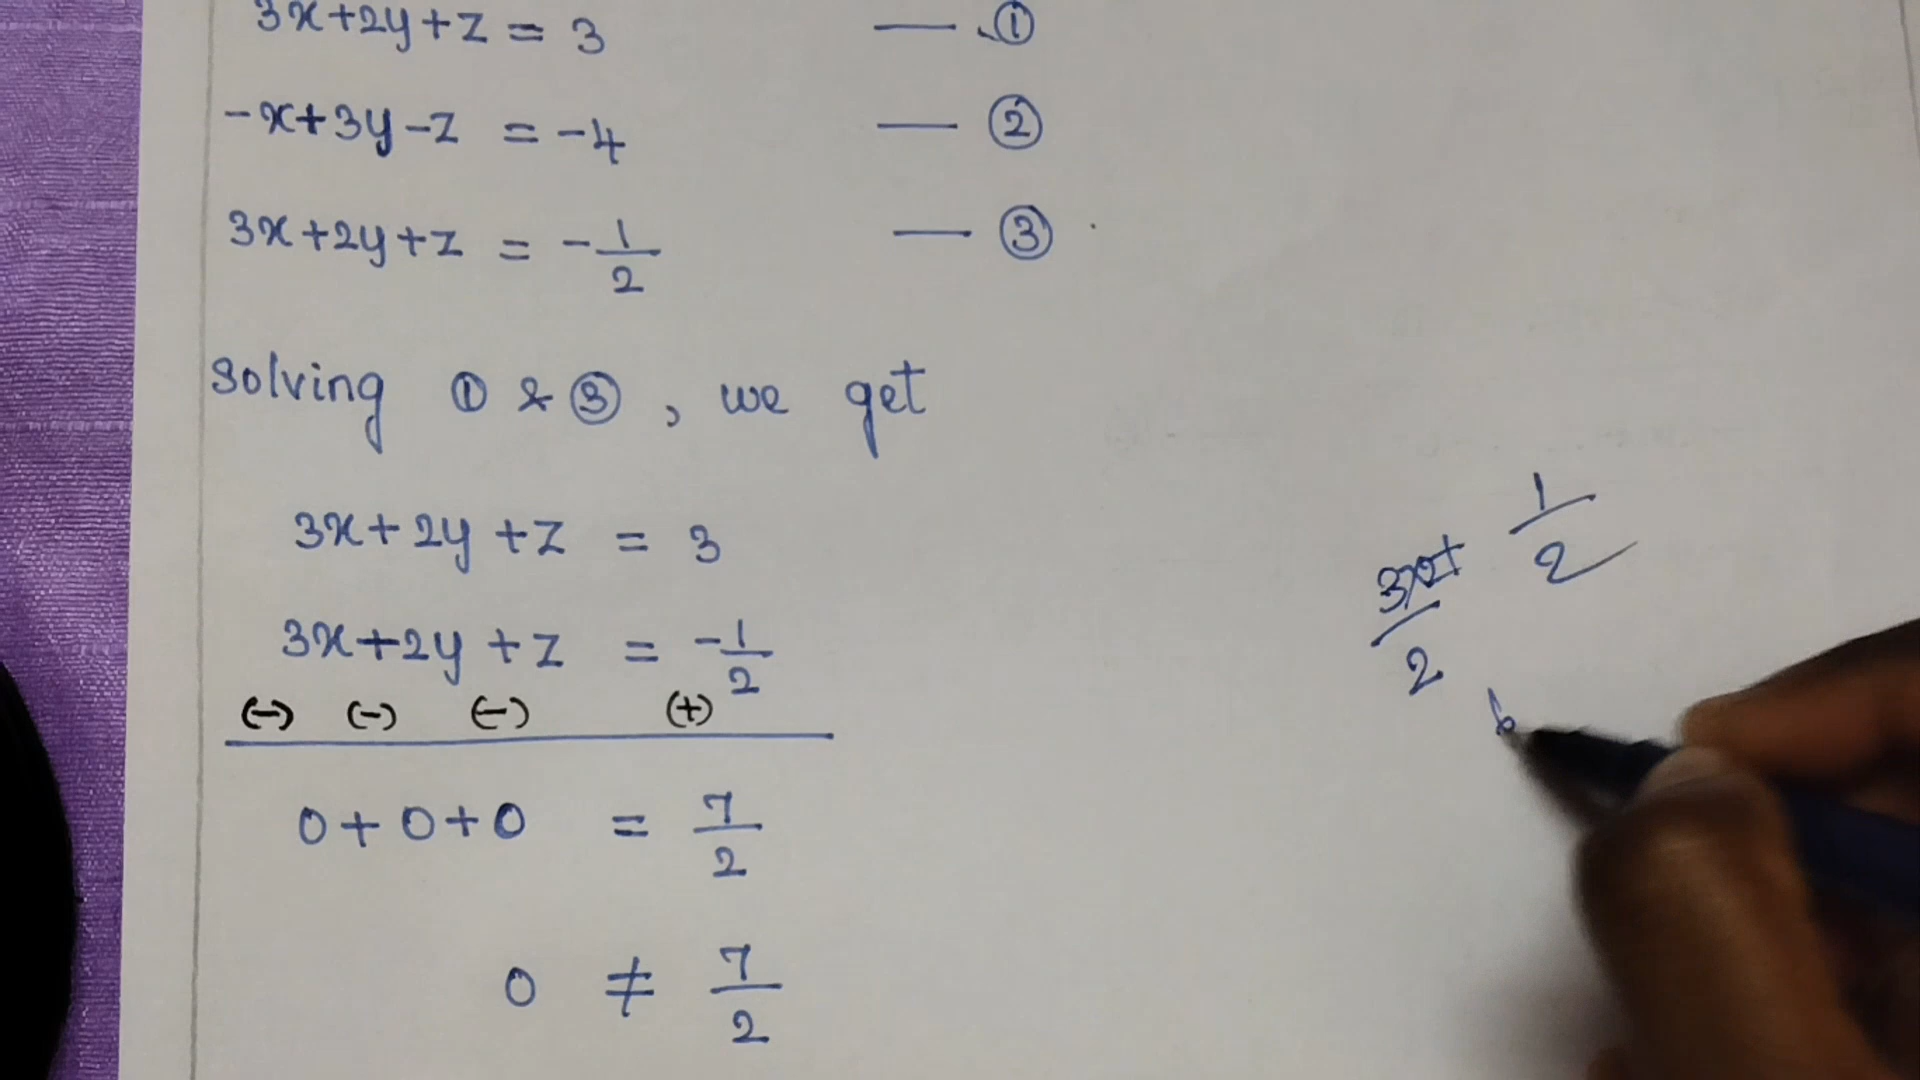 3x+2y+z = 3 — ①
-x+3y-z = -4 — ②
3x+2y+z = -1/2 — ③
Solving ① & ③, we get
3x+2y+z = 3
3x+2y+z = -1/2
(-) (-) (-) (+)
0+0+0 = 7/2
0 ≠ 7/2
1/2
2